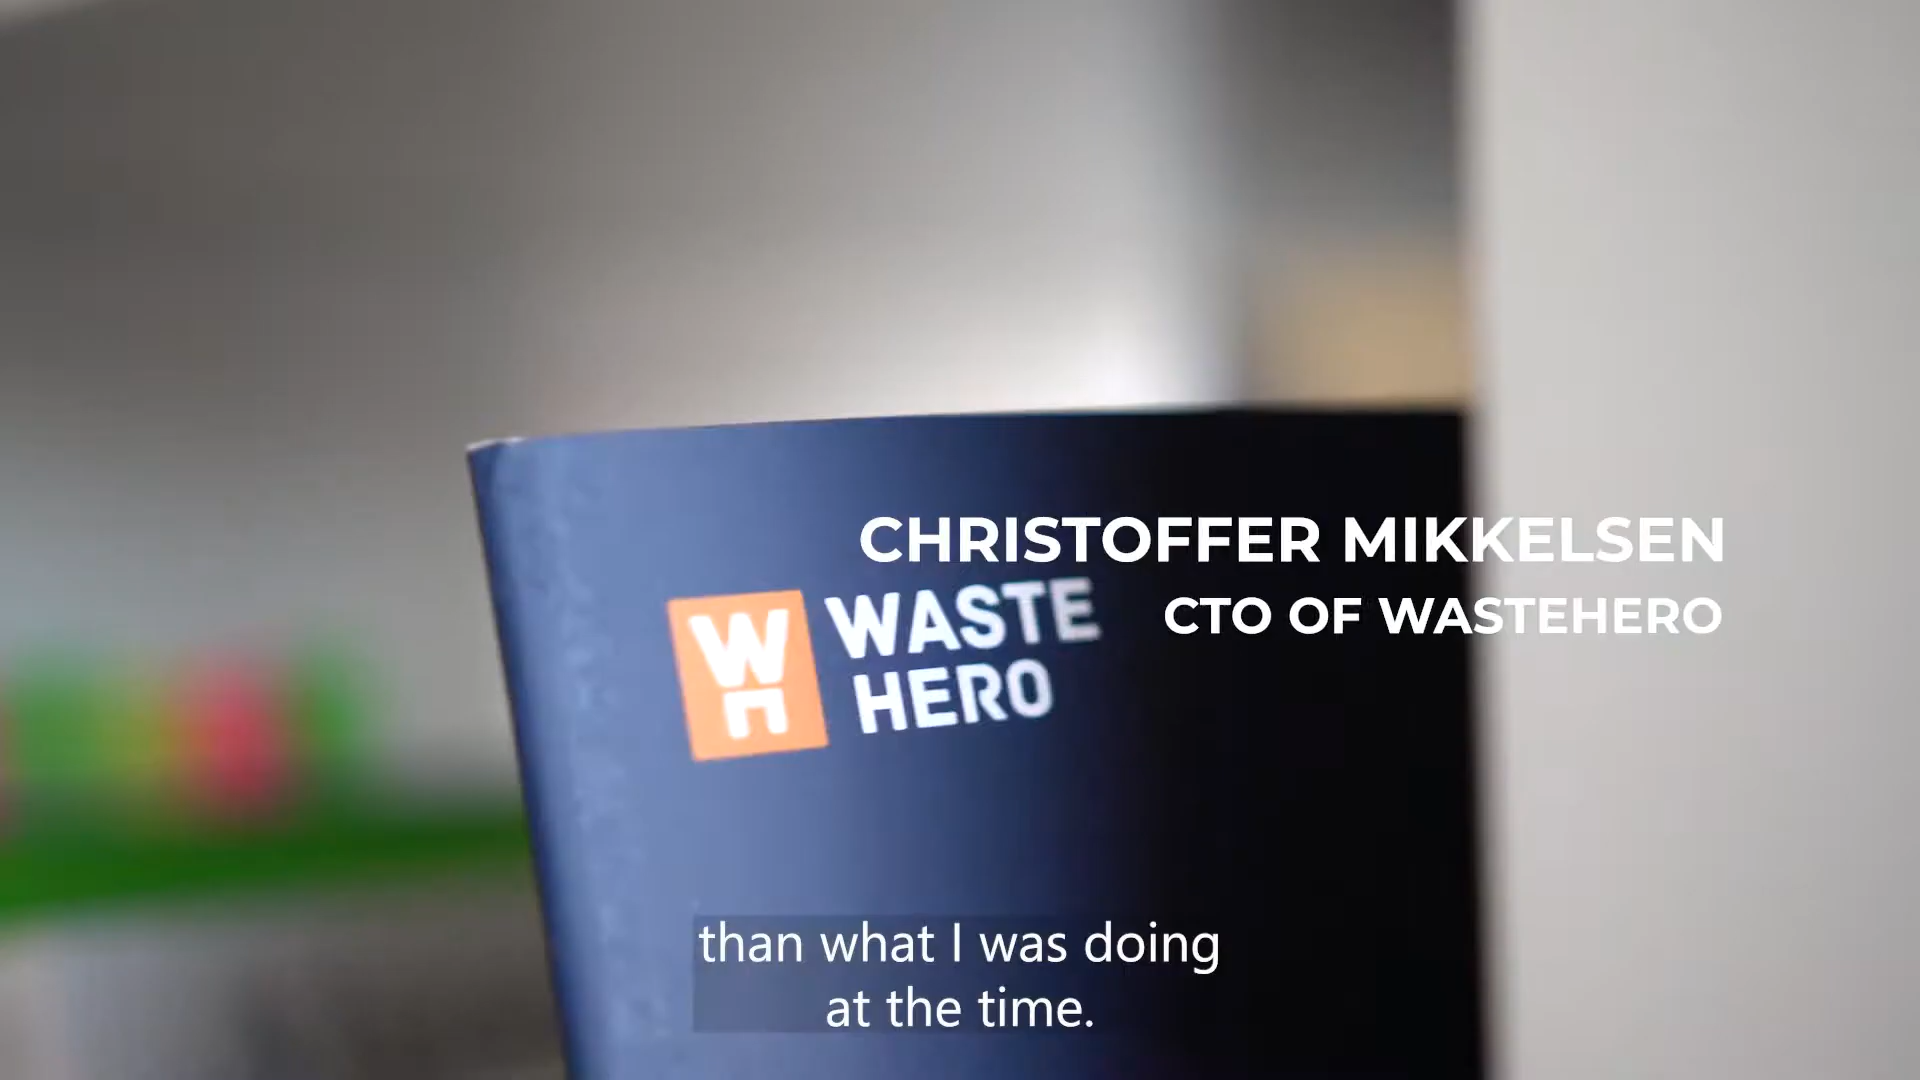 CHRISTOFFER MIKKELSEN
CTO OF WASTEHERO
W
H
WASTE
HERO
than what I was doing
at the time.